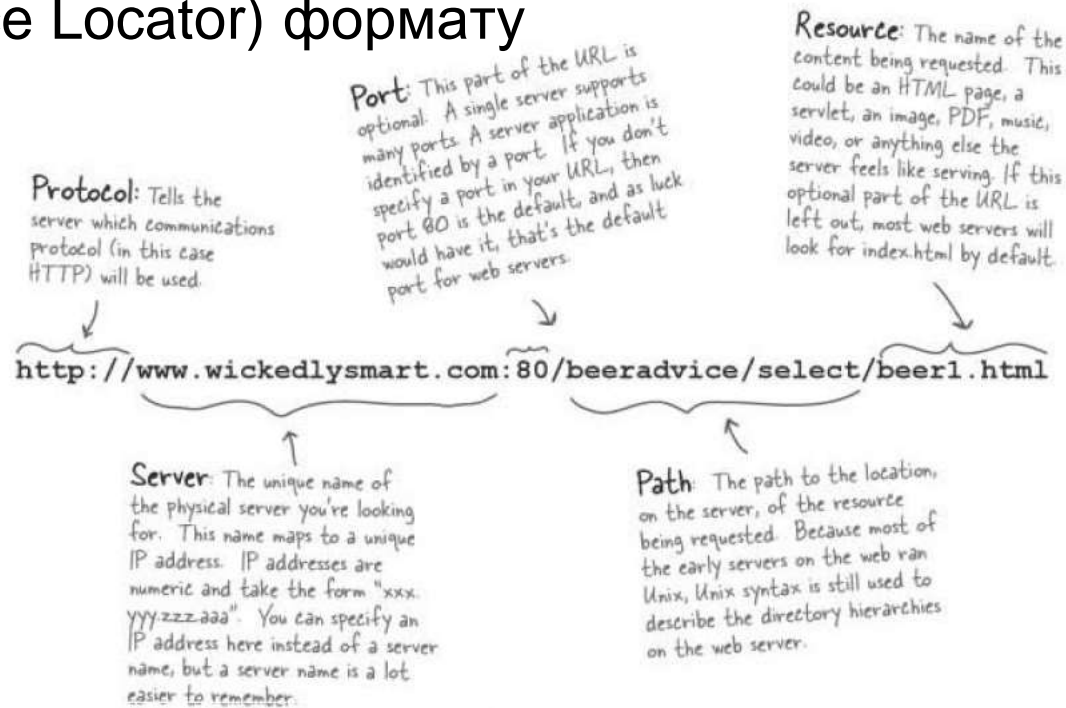 e Locator) формату
Port: This part of the URL is
optional. A single server supports
many ports. A server application is
identified by a port. If you don't
specify a port in your URL, then
port 80 is the default, and as luck
would have it, that's the default
port for web servers.
Resource: The name of the
content being requested. This
could be an HTML page, a
servlet, an image, PDF, music,
video, or anything else the
server feels like serving. If this
optional part of the URL is
left out, most web servers will
look for index.html by default.
Protocol: Tells the
server which communications
protocol (in this case
HTTP) will be used.
http://www.wickedlysmart.com:80/beeradvice/select/beer1.html
Server: The unique name of
the physical server you're looking
for. This name maps to a unique
IP address. IP addresses are
numeric and take the form "xxx.
yyy.zzz.aaa". You can specify an
IP address here instead of a server
name, but a server name is a lot
easier to remember.
Path: The path to the location,
on the server, of the resource
being requested. Because most of
the early servers on the web ran
Unix, Unix syntax is still used to
describe the directory hierarchies
on the web server.